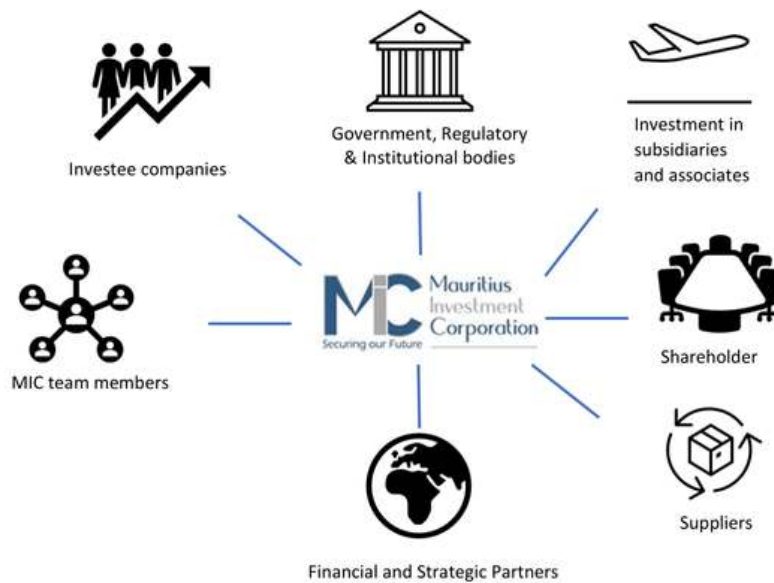 Investee companies
Government, Regulatory
& Institutional bodies
Investment in
subsidiaries
and associates
MIC team members
MiC
Mauritius
Investment
Corporation
Securing our Future
Shareholder
Suppliers
Financial and Strategic Partners